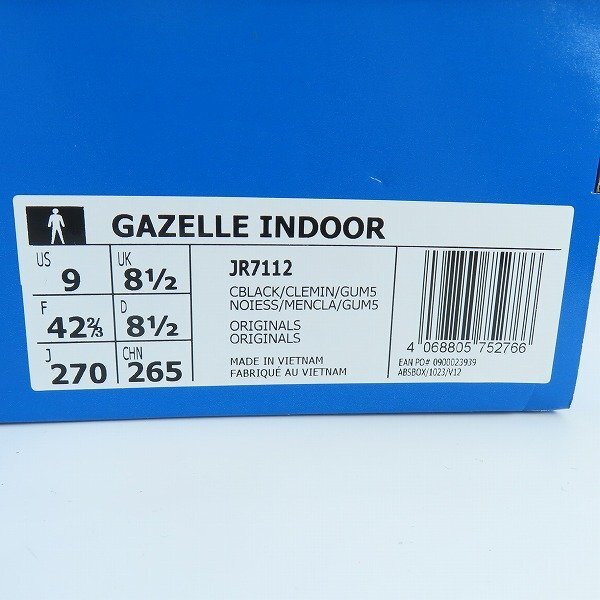 GAZELLE INDOOR
US 9 UK 8½
F 42⅔ D 8½
J 270 CHN 265
JR7112
CBLACK/CLEMIN/GUM5
NOIESS/MENCLA/GUM5
ORIGINALS
ORIGINALS
MADE IN VIETNAM
FABRIQUÉ AU VIETNAM
4 068805 752766
EAN PO# 0900023939
ABSBOX/1023/V12